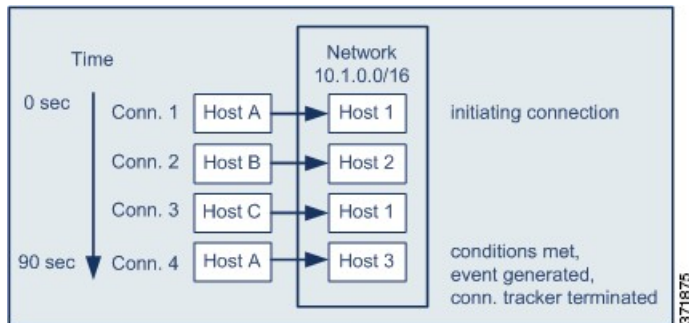 Time
Network
10.1.0.0/16
0 sec
Conn. 1 Host A Host 1 initiating connection
Conn. 2 Host B Host 2
Conn. 3 Host C Host 1
90 sec Conn. 4 Host A Host 3 conditions met,
event generated,
conn. tracker terminated
371875